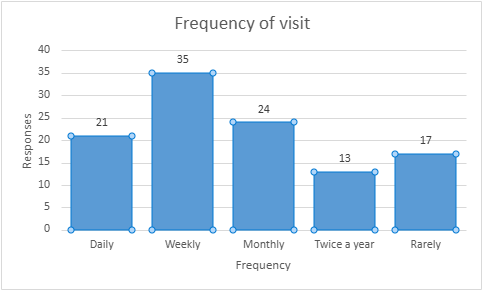 Frequency of visit
40
35
30
25
20
15
10
5
0
Responses
21
35
24
13
17
Daily
Weekly
Monthly
Twice a year
Rarely
Frequency